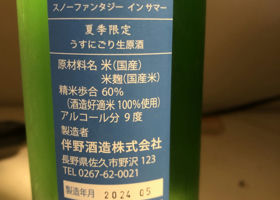 スノーファンタジー イン サマー
夏季限定
うすにごり生原酒
原材料名 米(国産)
米麹(国産米)
精米歩合 60%
(酒造好適米100%使用)
アルコール分 9度
製造者
伴野酒造株式会社
長野県佐久市野沢 123
TEL 0267-62-0021
製造年月 2024 05